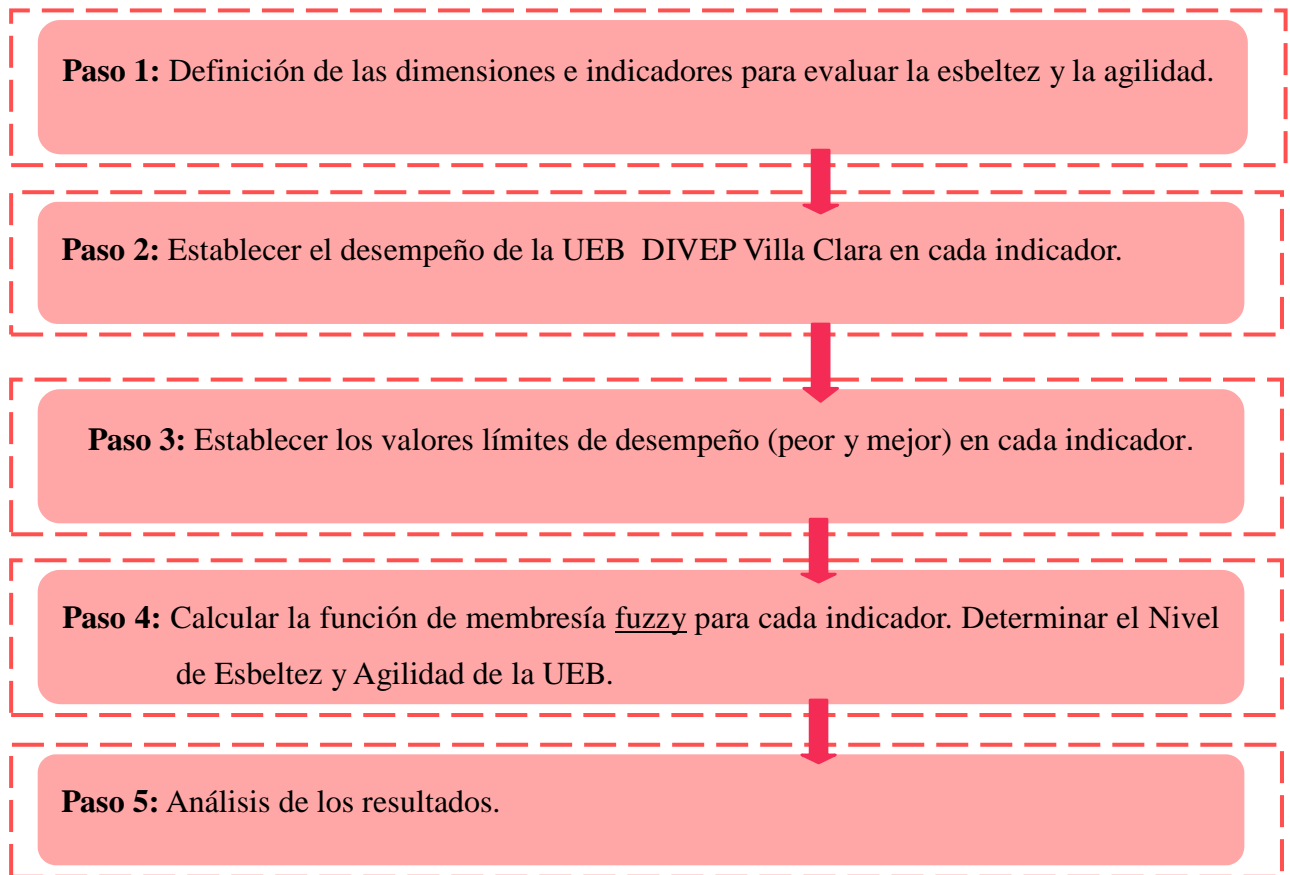 Paso 1: Definición de las dimensiones e indicadores para evaluar la esbeltez y la agilidad.
Paso 2: Establecer el desempeño de la UEB DIVEP Villa Clara en cada indicador.
Paso 3: Establecer los valores límites de desempeño (peor y mejor) en cada indicador.
Paso 4: Calcular la función de membresía fuzzy para cada indicador. Determinar el Nivel
de Esbeltez y Agilidad de la UEB.
Paso 5: Análisis de los resultados.